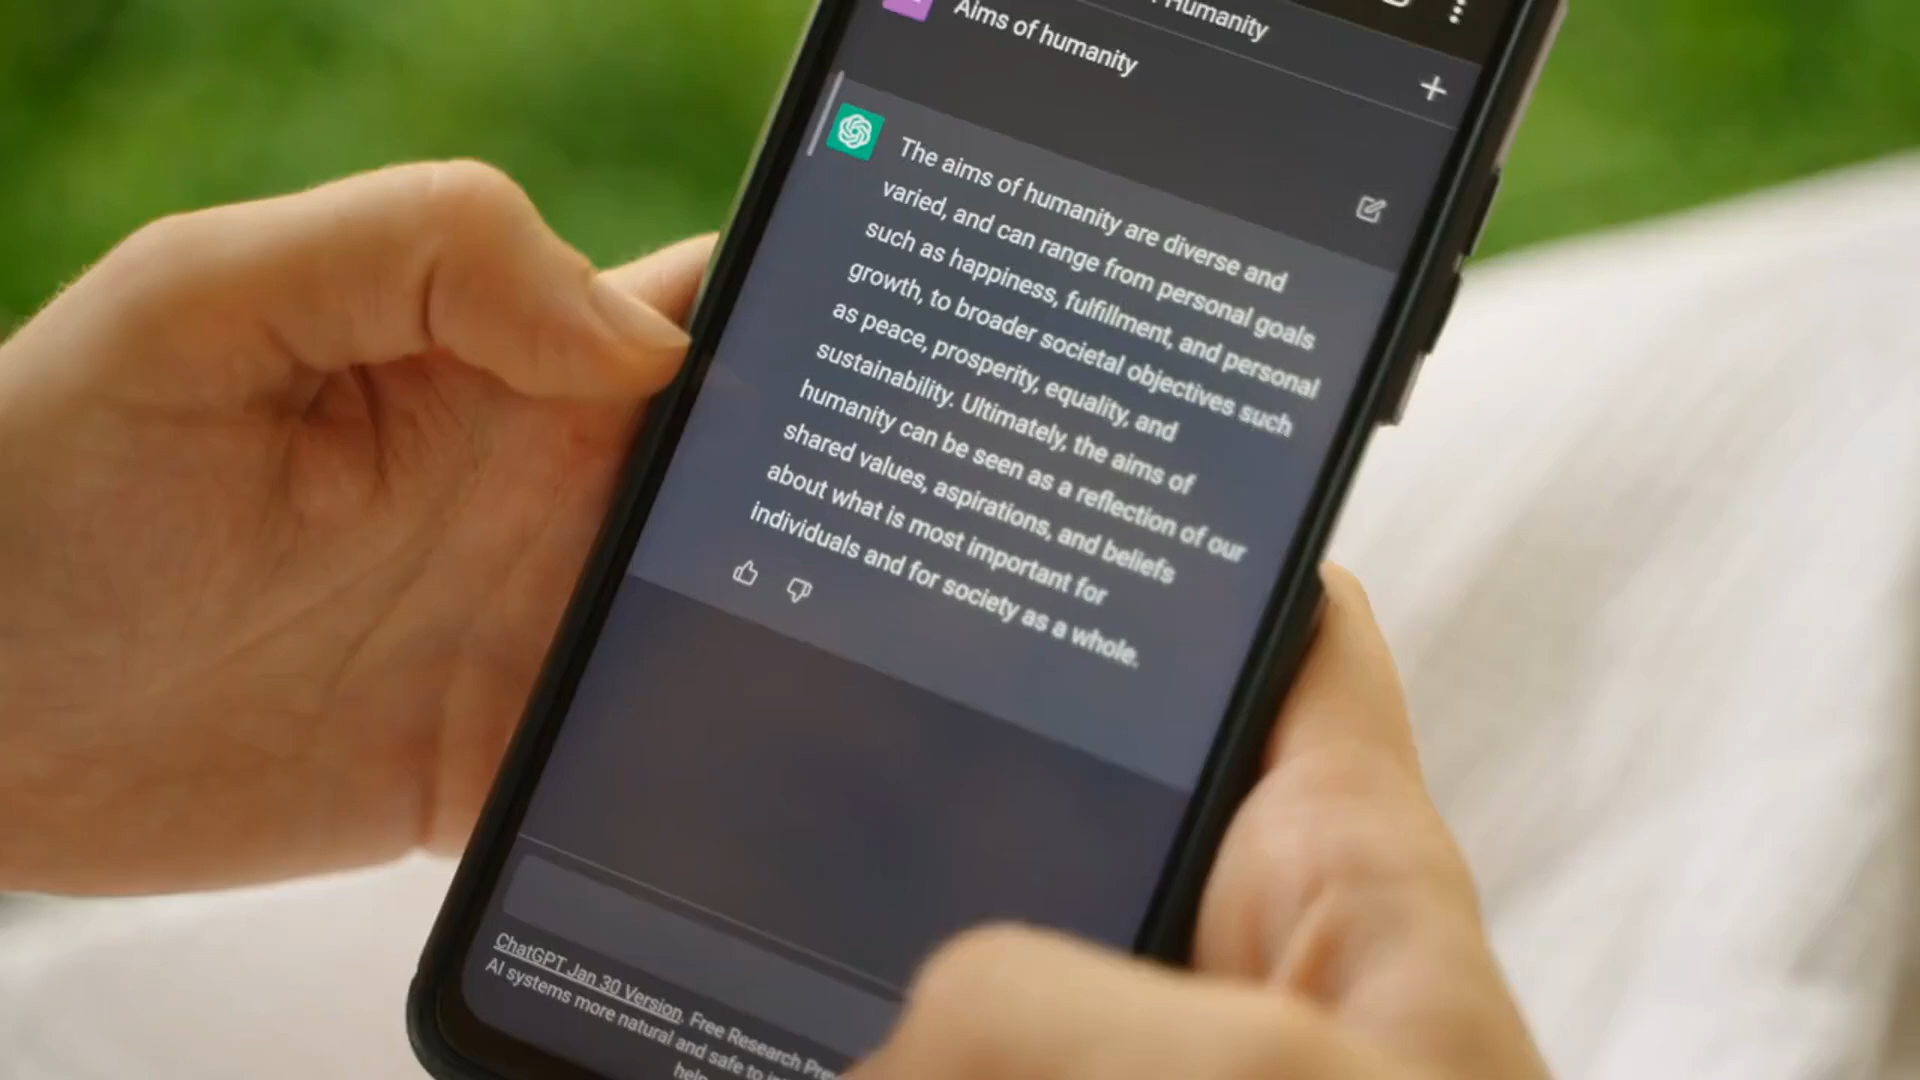 Humanity
Aims of humanity
The aims of humanity are diverse and
varied, and can range from personal goals
such as happiness, fulfillment, and personal
growth, to broader societal objectives such
as peace, prosperity, equality, and
sustainability. Ultimately, the aims of
humanity can be seen as a reflection of our
shared values, aspirations, and beliefs
about what is most important for
individuals and for society as a whole.
ChatGPT Jan 30 Version. Free Research
AI systems more natural and safe to